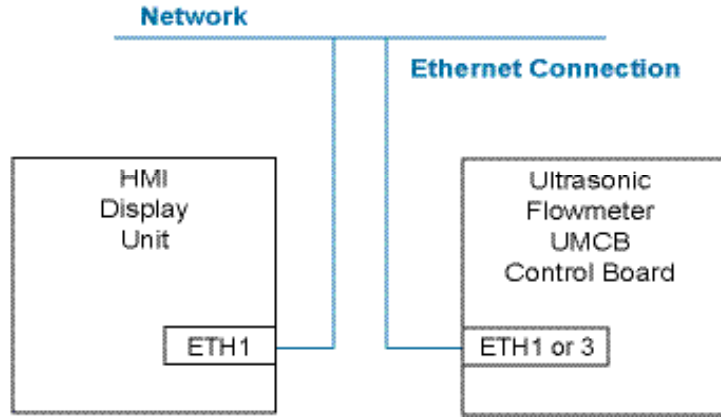 Network
Ethernet Connection
HMI
Display
Unit
ETH1
Ultrasonic
Flowmeter
UMCB
Control Board
ETH1 or 3